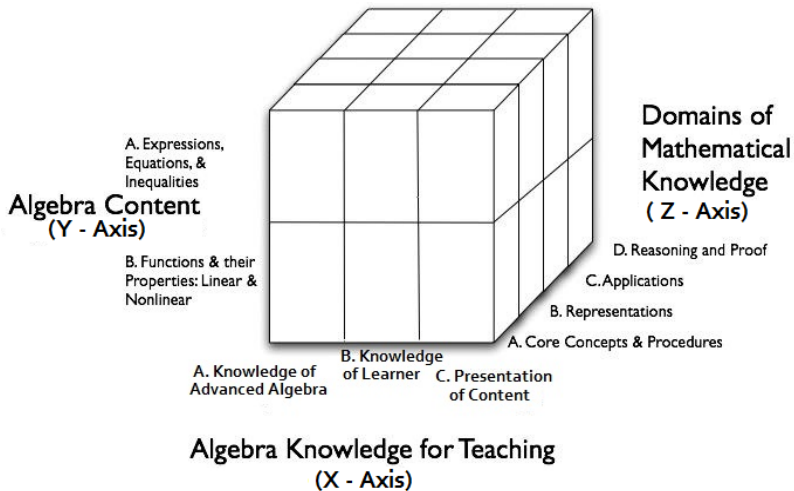 A. Expressions,
Equations, &
Inequalities
Algebra Content
(Y - Axis)
B. Functions & their
Properties: Linear &
Nonlinear
Domains of
Mathematical
Knowledge
( Z - Axis)
D. Reasoning and Proof
C. Applications
B. Representations
A. Core Concepts & Procedures
A. Knowledge of
Advanced Algebra
B. Knowledge
of Learner
C. Presentation
of Content
Algebra Knowledge for Teaching
(X - Axis)